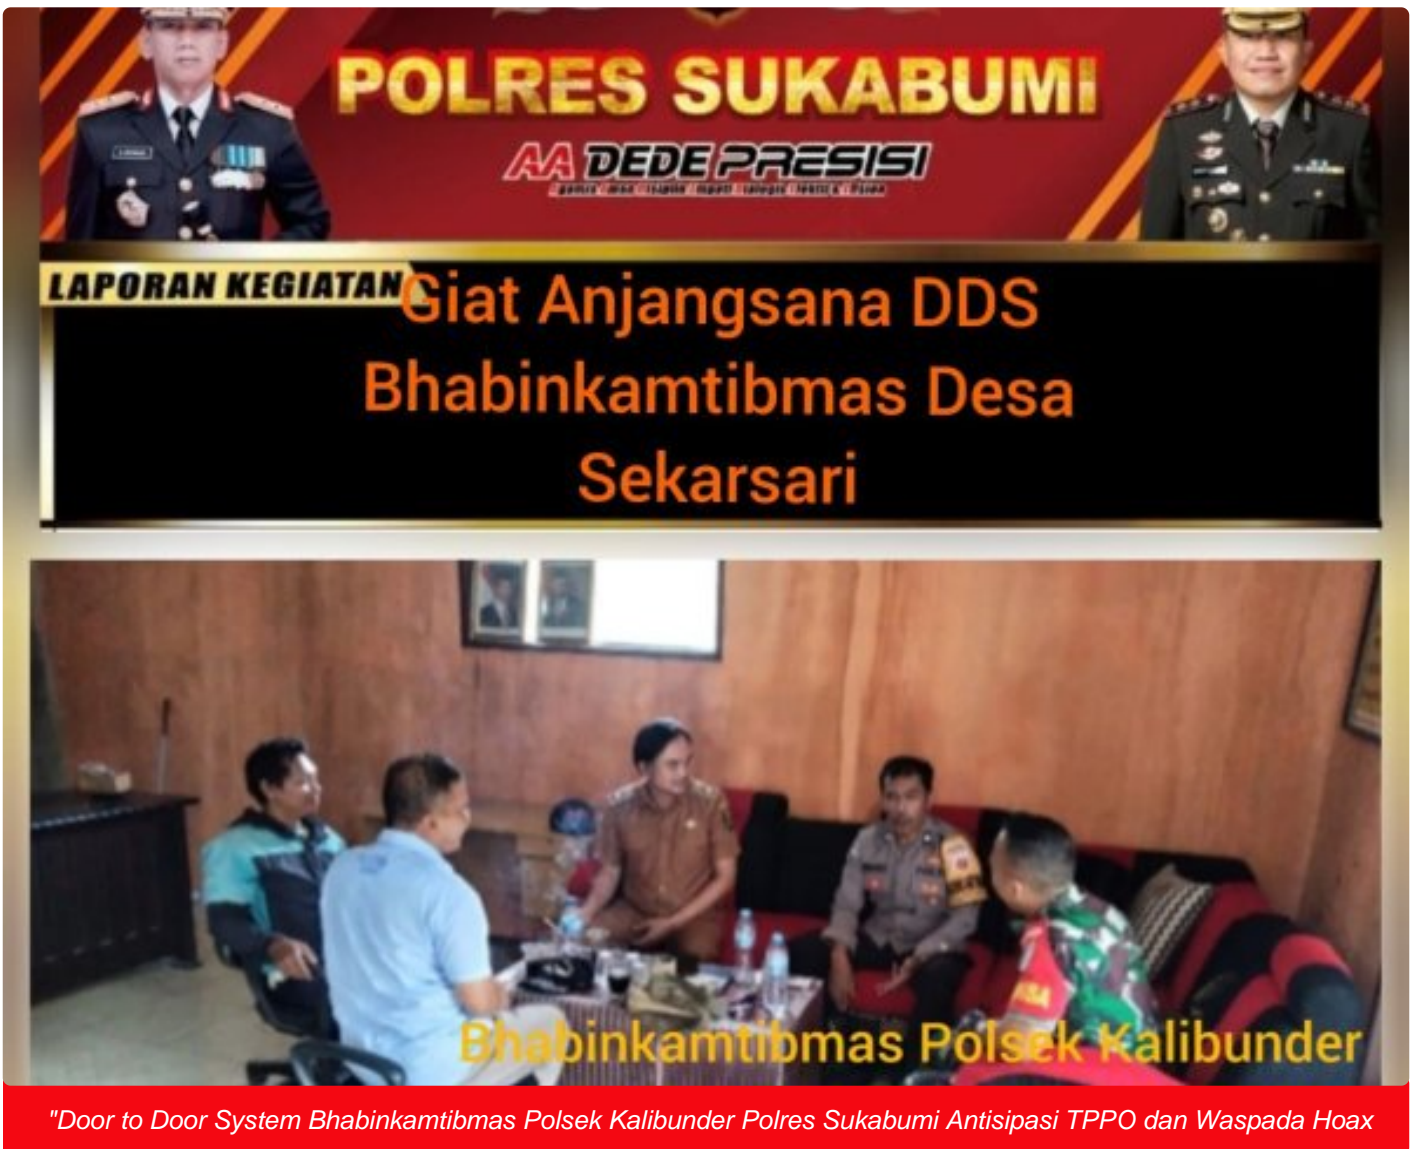 POLRES SUKABUMI
AA DEDE PRESISI
LAPORAN KEGIATAN
Giat Anjangsana DDS
Bhabinkamtibmas Desa
Sekarsari
Bhabinkamtibmas Polsek Kalibunder
"Door to Door System Bhabinkamtibmas Polsek Kalibunder Polres Sukabumi Antisipasi TPPO dan Waspada Hoax